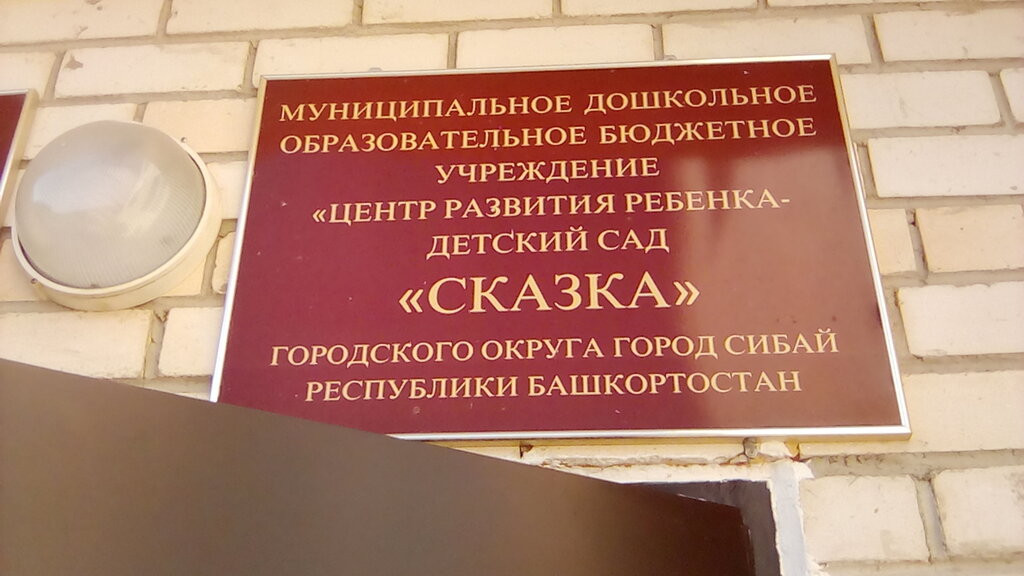 МУНИЦИПАЛЬНОЕ ДОШКОЛЬНОЕ
ОБРАЗОВАТЕЛЬНОЕ БЮДЖЕТНОЕ
УЧРЕЖДЕНИЕ
«ЦЕНТР РАЗВИТИЯ РЕБЕНКА-
ДЕТСКИЙ САД
«СКАЗКА»
ГОРОДСКОГО ОКРУГА ГОРОД СИБАЙ
РЕСПУБЛИКИ БАШКОРТОСТАН